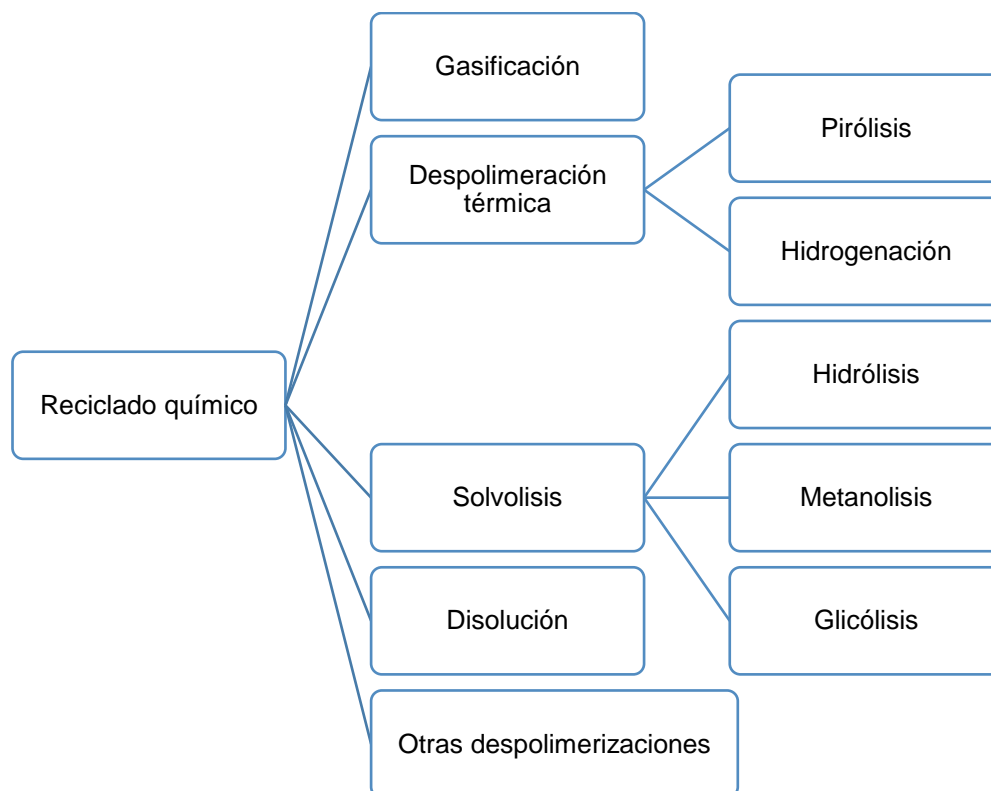 Reciclado químico
Gasificación
Despolimeración
térmica
Pirólisis
Hidrogenación
Solvolisis
Hidrólisis
Metanolisis
Glicólisis
Disolución
Otras despolimerizaciones